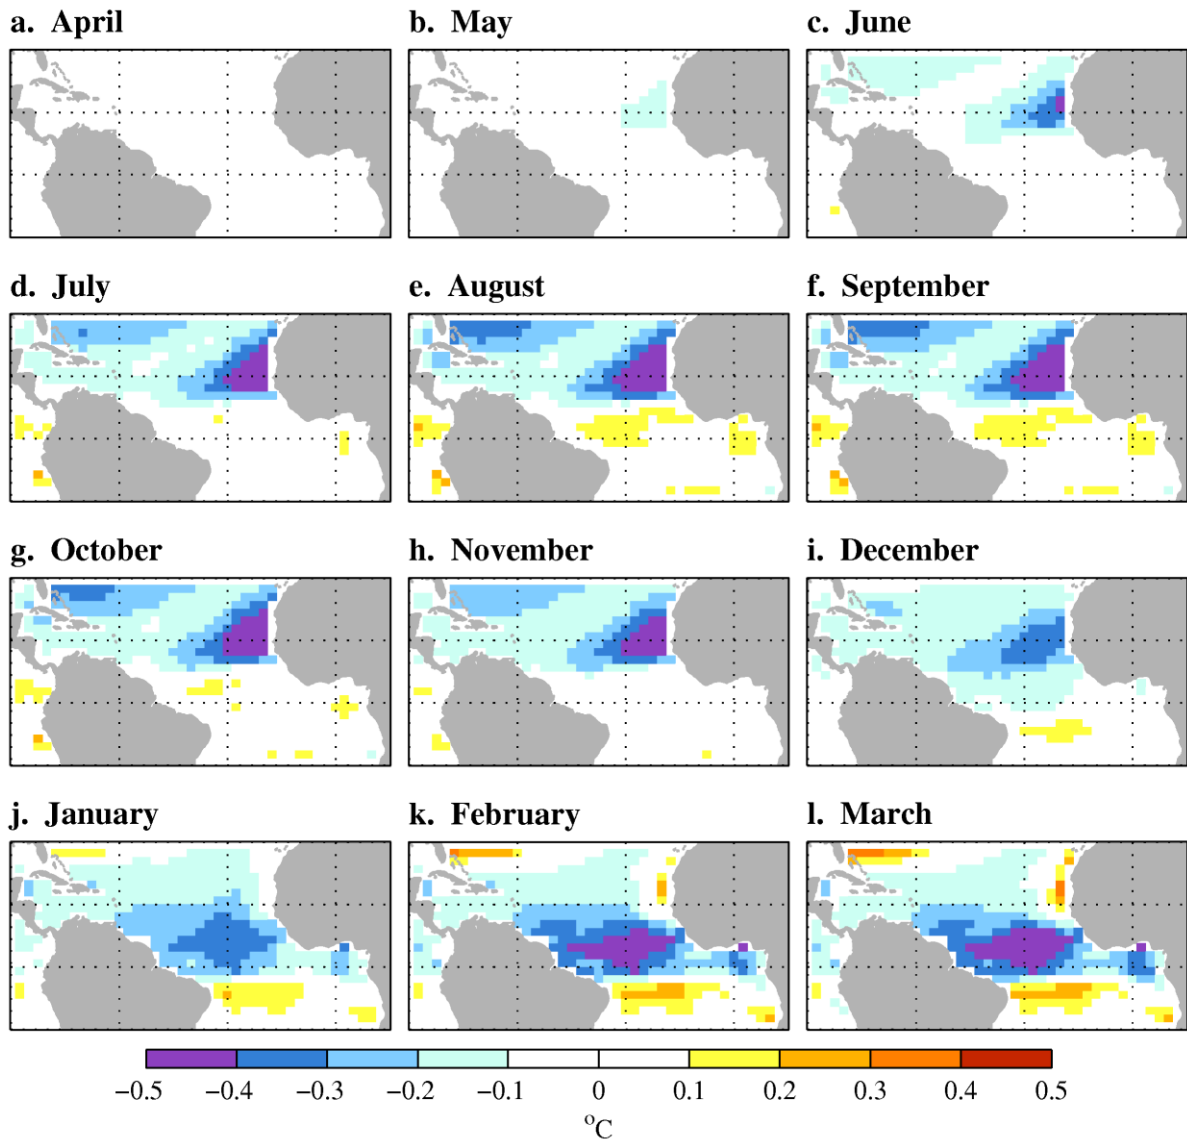 a. April
b. May
c. June
d. July
e. August
f. September
g. October
h. November
i. December
j. January
k. February
l. March
−0.5 −0.4 −0.3 −0.2 −0.1 0 0.1 0.2 0.3 0.4 0.5
°C